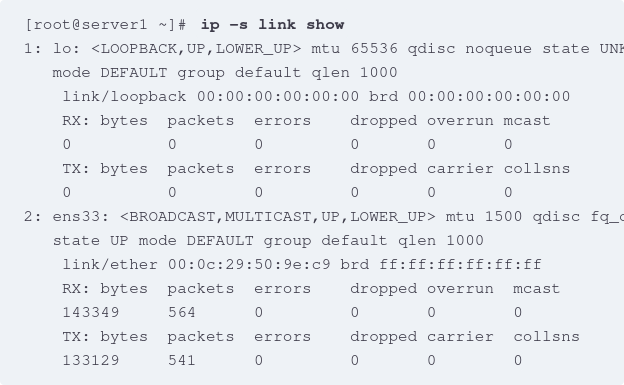 [root@server1 ~]# ip -s link show
1: lo: <LOOPBACK,UP,LOWER_UP> mtu 65536 qdisc noqueue state
mode DEFAULT group default qlen 1000
link/loopback 00:00:00:00:00:00 brd 00:00:00:00:00:00
RX: bytes packets errors dropped overrun mcast
0 0 0 0 0 0
TX: bytes packets errors dropped carrier collsns
0 0 0 0 0 0
2: ens33: <BROADCAST,MULTICAST,UP,LOWER_UP> mtu 1500 qdisc
state UP mode DEFAULT group default qlen 1000
link/ether 00:0c:29:50:9e:c9 brd ff:ff:ff:ff:ff:ff
RX: bytes packets errors dropped overrun mcast
143349 564 0 0 0 0
TX: bytes packets errors dropped carrier collsns
133129 541 0 0 0 0